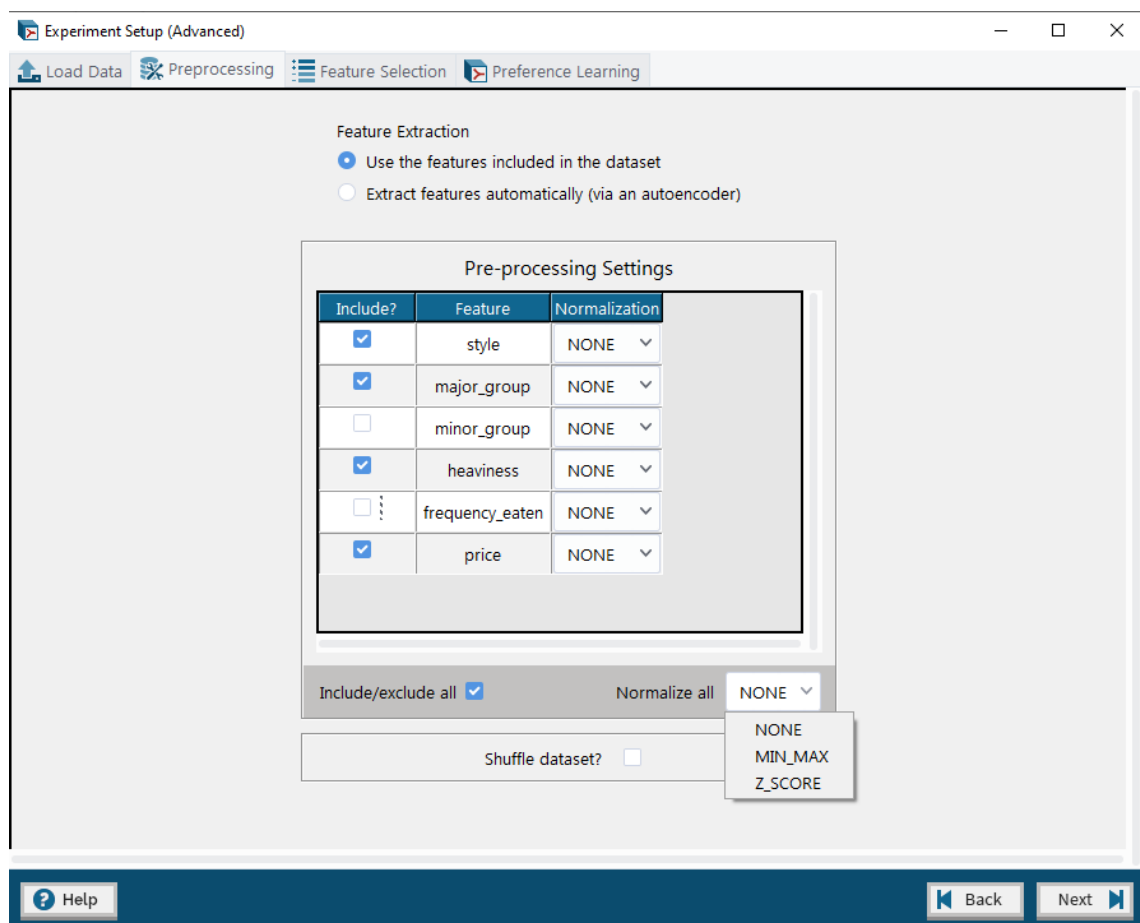 Experiment Setup (Advanced)
Load Data Preprocessing Feature Selection Preference Learning
Feature Extraction
Use the features included in the dataset
Extract features automatically (via an autoencoder)
Pre-processing Settings
Include? Feature Normalization
style NONE
major_group NONE
minor_group NONE
heaviness NONE
frequency_eaten NONE
price NONE
Include/exclude all Normalize all NONE
NONE
MIN_MAX
Shuffle dataset?
Z_SCORE
Help Back Next